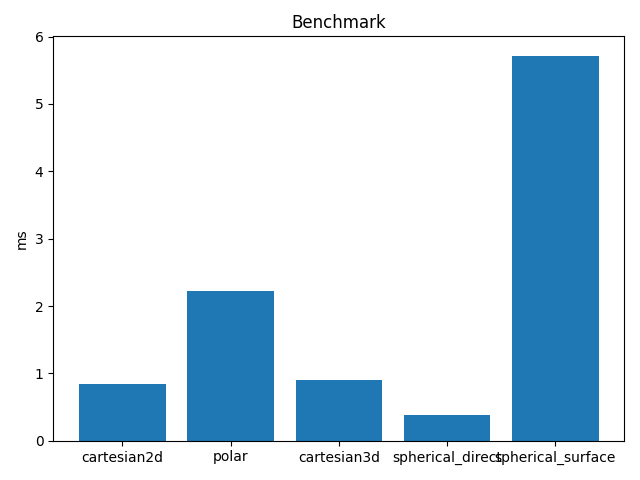 Benchmark
6
5
4
3
2
1
0
ms
cartesian2d polar cartesian3d spherical_direct spherical_surface